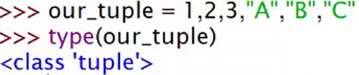 >>> our_tuple = 1,2,3,"A","B","C"
>>> type(our_tuple)
<class 'tuple'>